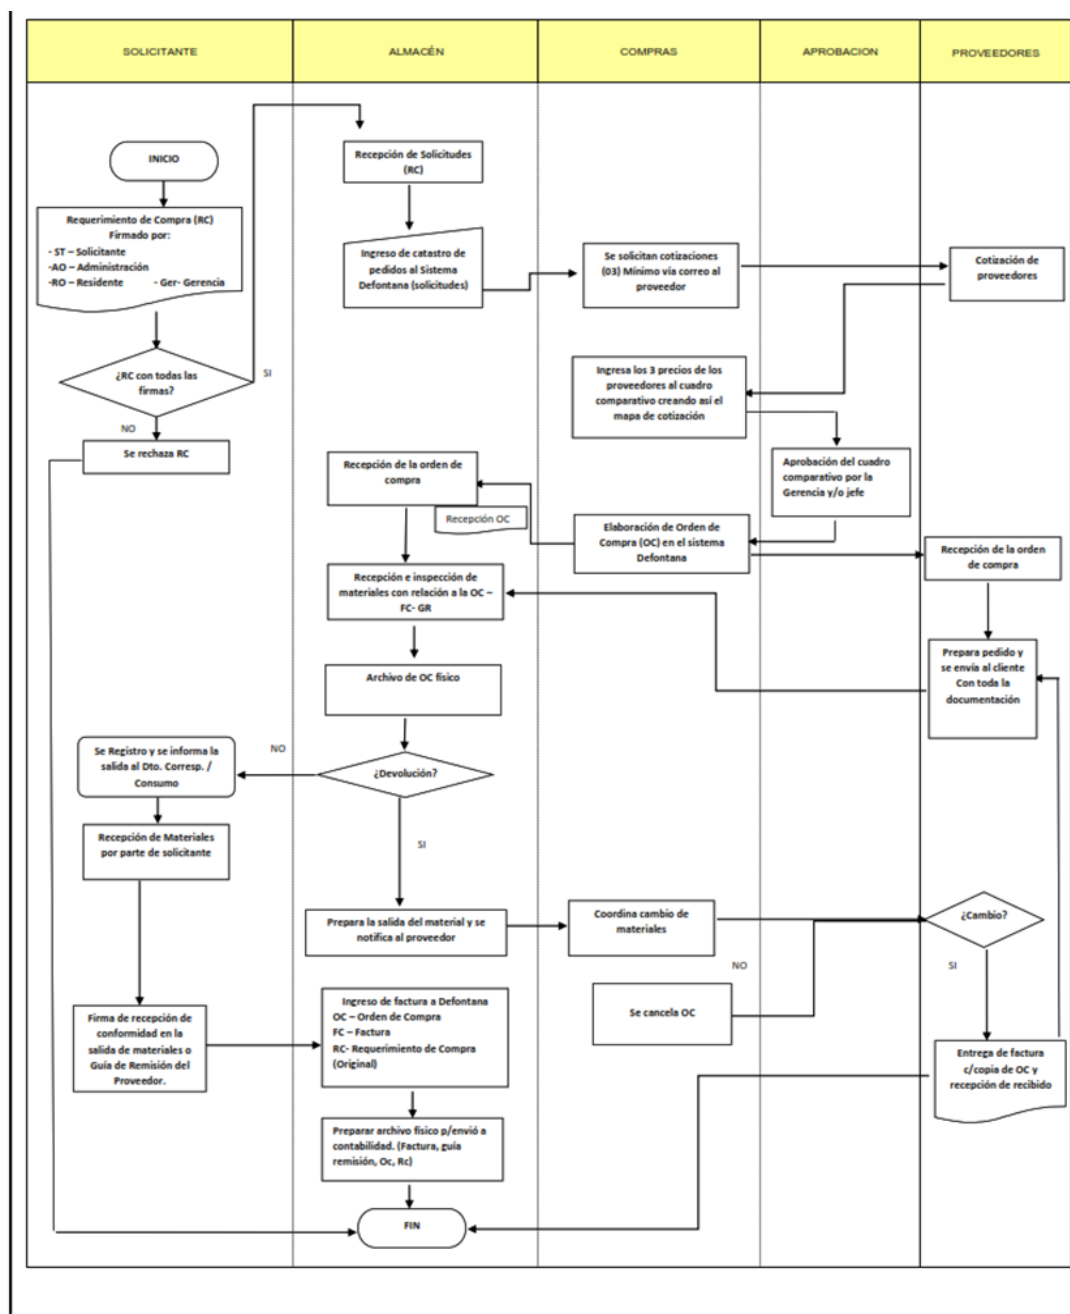 SOLICITANTE
ALMACÉN
COMPRAS
APROBACION
PROVEEDORES
INICIO
Requerimiento de Compra (RC)
Firmado por:
- ST – Solicitante
-AO – Administración
-RO – Residente - Ger- Gerencia
¿RC con todas las
firmas?
SI
NO
Se rechaza RC
Recepción de Solicitudes
(RC)
Ingreso de catastro de
pedidos al Sistema
Defontana (solicitudes)
Se solicitan cotizaciones
(03) Mínimo vía correo al
proveedor
Cotización de
proveedores
Ingresa los 3 precios de los
proveedores al cuadro
comparativo creando así el
mapa de cotización
Aprobación del cuadro
comparativo por la
Gerencia y/o jefe
Elaboración de Orden de
Compra (OC) en el sistema
Defontana
Recepción de la orden de
compra
Recepción OC
Recepción de la orden
de compra
Recepción e inspección de
materiales con relación a la OC –
FC- GR
Prepara pedido y
se envía al cliente
Con toda la
documentación
Archivo de OC físico
¿Devolución?
NO
SI
Se Registro y se informa la
salida al Dto. Corresp. /
Consumo
Recepción de Materiales
por parte de solicitante
Prepara la salida del material y se
notifica al proveedor
Coordina cambio de
materiales
¿Cambio?
NO
SI
Se cancela OC
Entrega de factura
c/copia de OC y
recepción de recibido
Firma de recepción de
conformidad en la
salida de materiales o
Guía de Remisión del
Proveedor.
Ingreso de factura a Defontana
OC – Orden de Compra
FC – Factura
RC- Requerimiento de Compra
(Original)
Preparar archivo físico p/envió a
contabilidad. (Factura, guía
remisión, Oc, Rc)
FIN